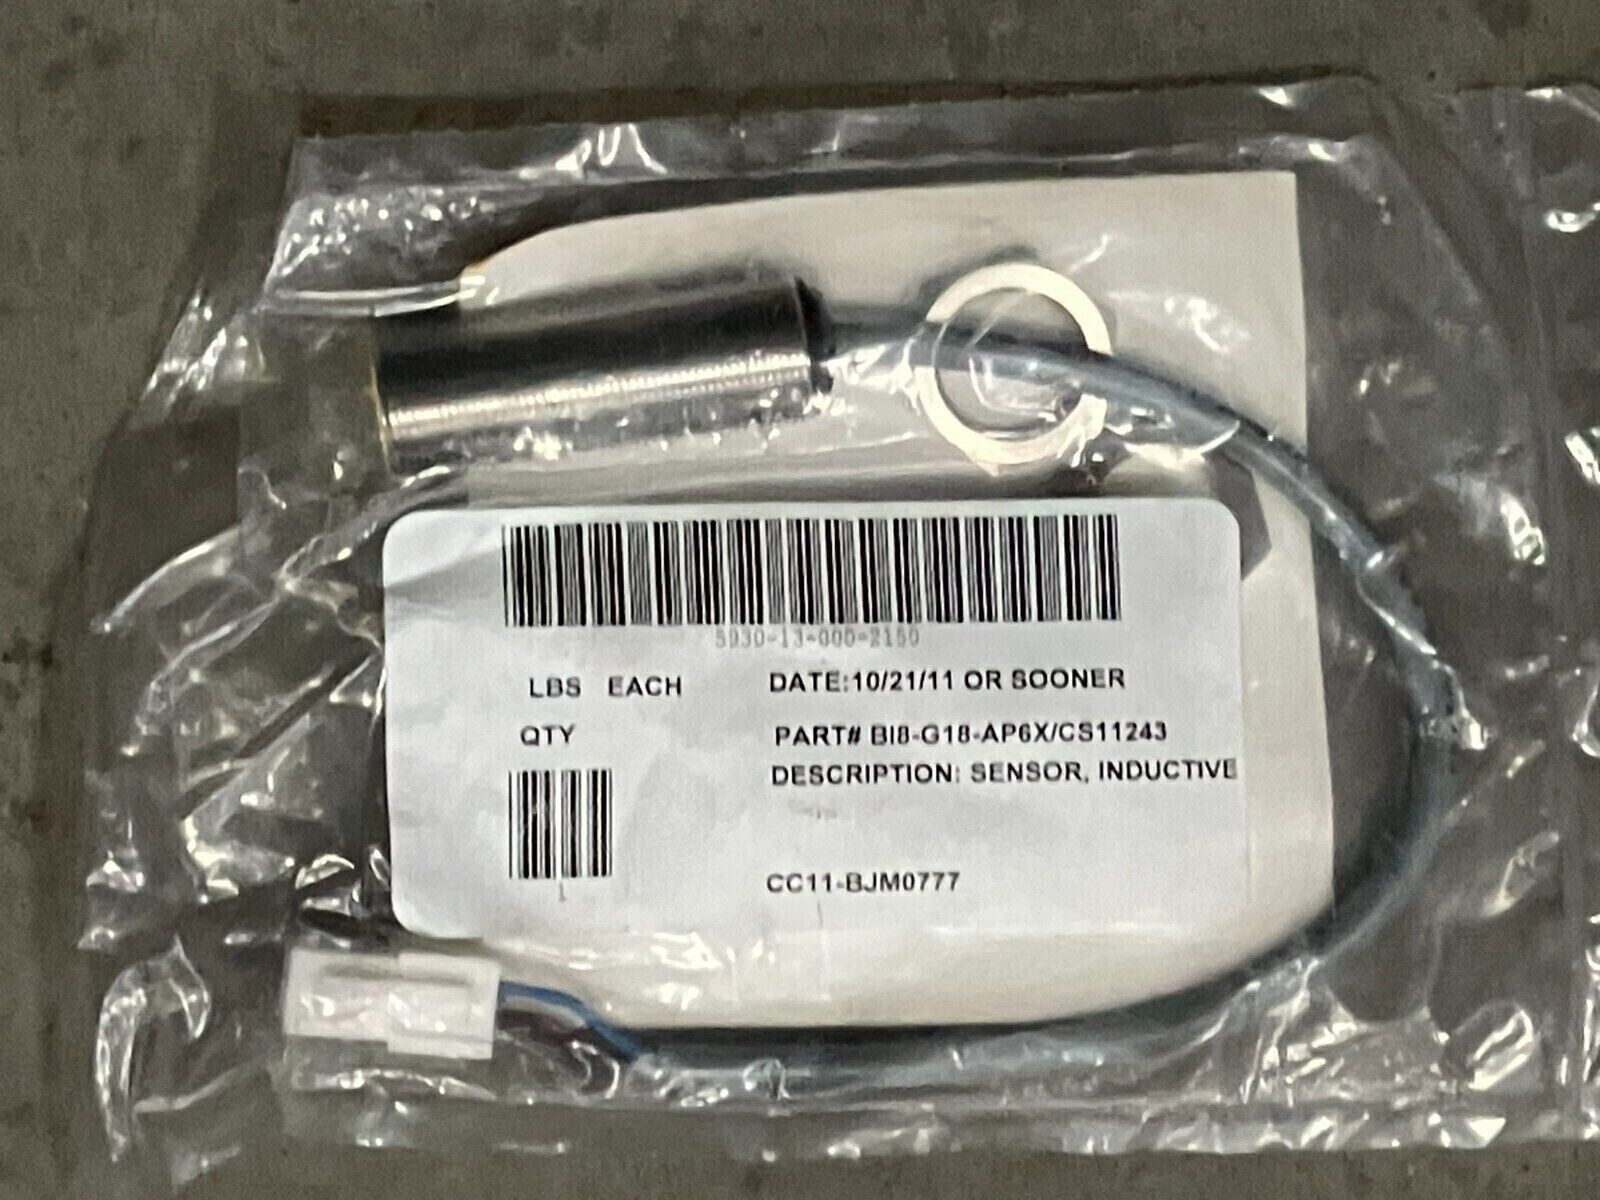 5930-13-000-2150
LBS EACH
DATE:10/21/11 OR SOONER
QTY
PART# BI8-G18-AP6X/CS11243
DESCRIPTION: SENSOR, INDUCTIVE
1
CC11-BJM0777